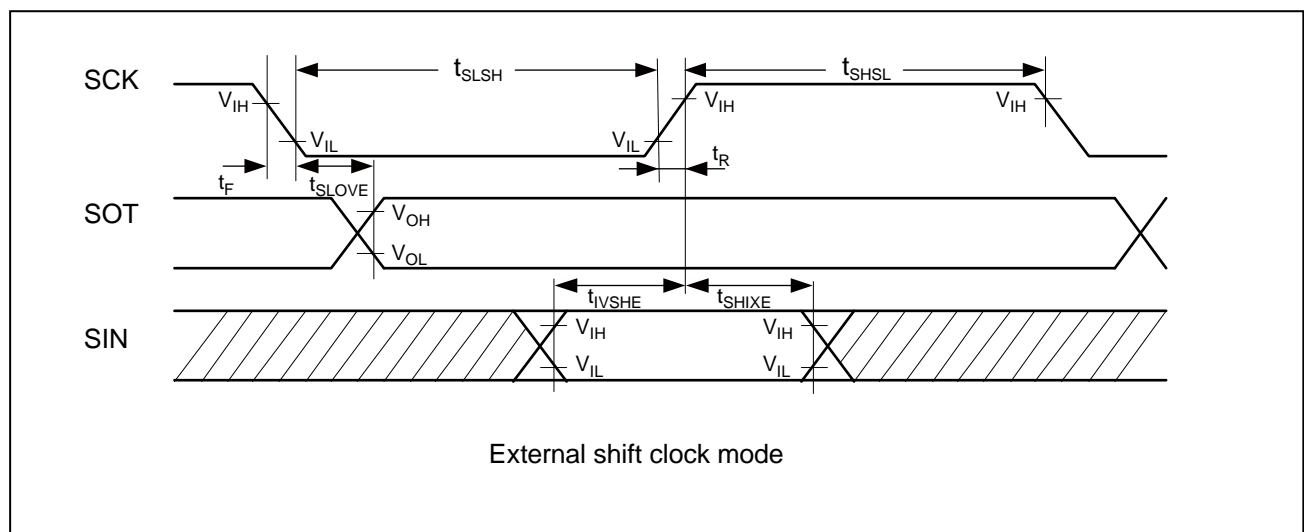 SCK
tSLSH
tSHSL
VIH
VIH
VIH
VIL
VIL
tR
tF
tSLOVE
SOT
VOH
VOL
tIVSHE
tSHIXE
SIN
VIH
VIH
VIL
VIL
External shift clock mode